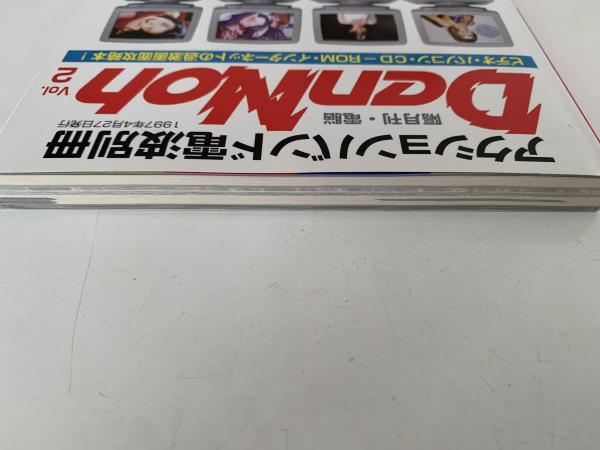 アクションバンド電波別冊
隔月刊・電脳
1997年4月27日発行
DenNoh
Vol.2
ビデオ・パソコン・CD-ROM・インターネットの過激画面攻略本！